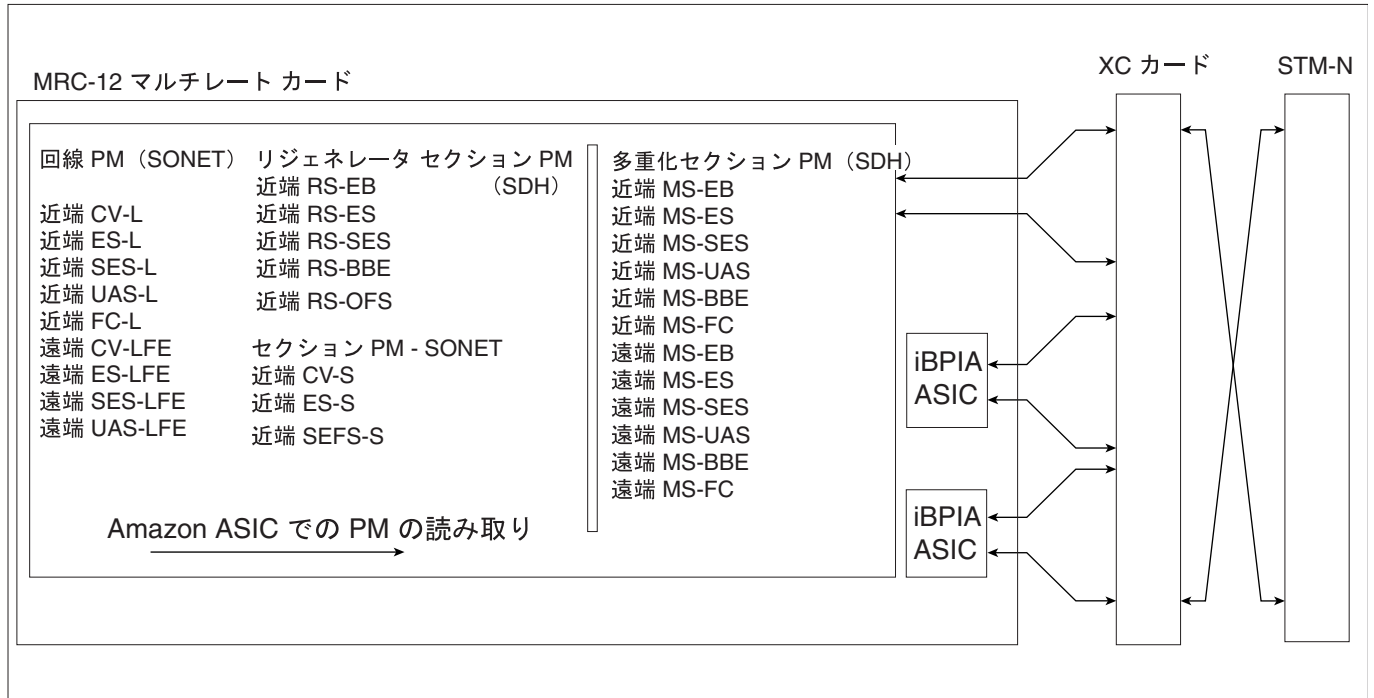 MRC-12 マルチレート カード
XC カード
STM-N
回線 PM（SONET）
近端 CV-L
近端 ES-L
近端 SES-L
近端 UAS-L
近端 FC-L
遠端 CV-LFE
遠端 ES-LFE
遠端 SES-LFE
遠端 UAS-LFE
リジェネレータ セクション PM
（SDH）
近端 RS-EB
近端 RS-ES
近端 RS-SES
近端 RS-BBE
近端 RS-OFS
セクション PM - SONET
近端 CV-S
近端 ES-S
近端 SEFS-S
多重化セクション PM（SDH）
近端 MS-EB
近端 MS-ES
近端 MS-SES
近端 MS-UAS
近端 MS-BBE
近端 MS-FC
遠端 MS-EB
遠端 MS-ES
遠端 MS-SES
遠端 MS-UAS
遠端 MS-BBE
遠端 MS-FC
Amazon ASIC での PM の読み取り
iBPIA
ASIC
iBPIA
ASIC